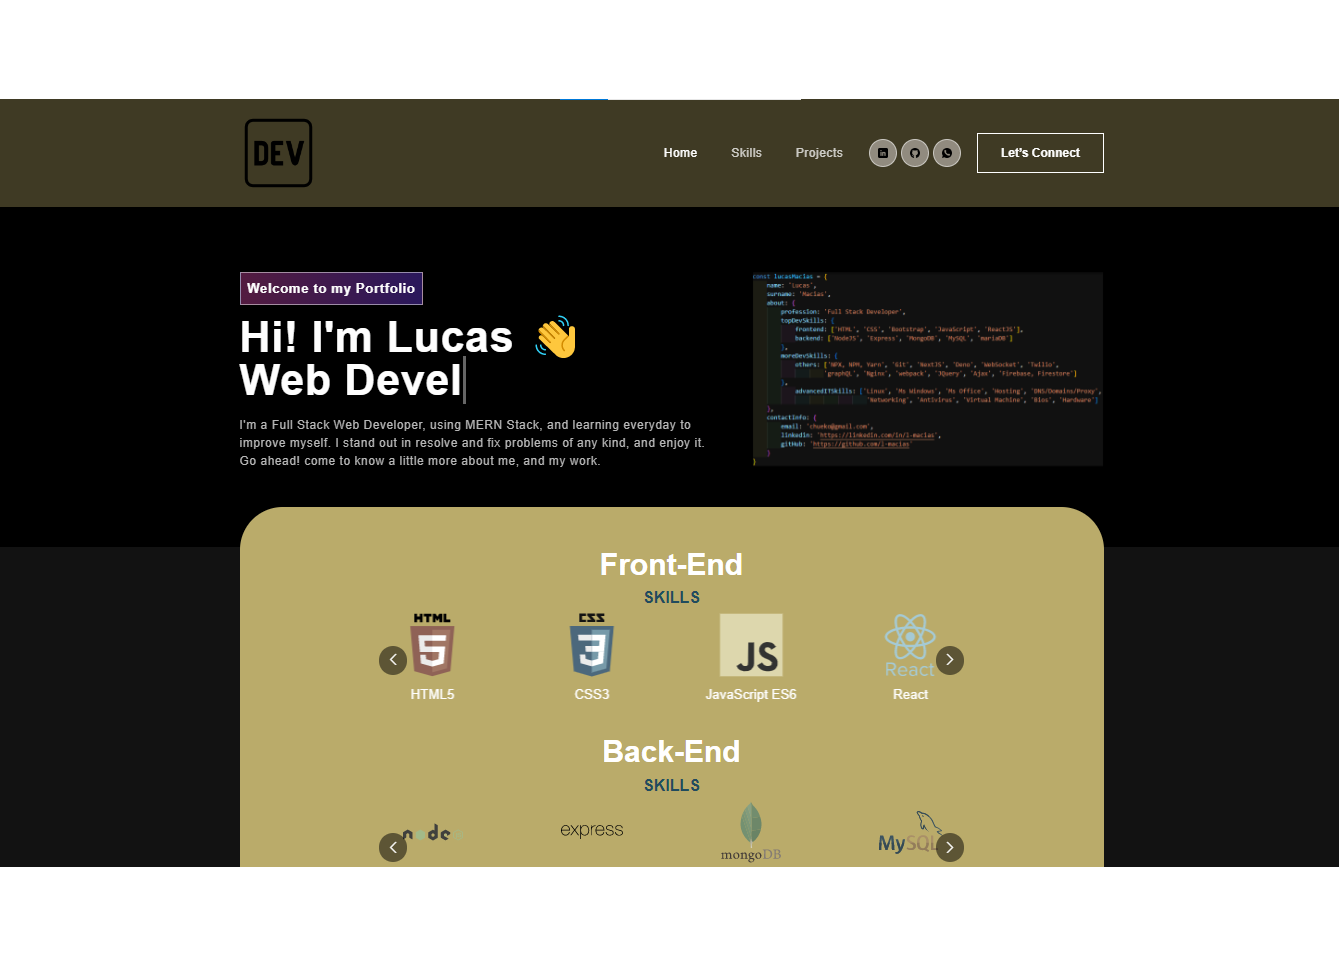 DEV
Home Skills Projects in Let's Connect
Welcome to my Portfolio
Hi! I'm Lucas 👋
Web Devel
I'm a Full Stack Web Developer, using MERN Stack, and learning everyday to
improve myself. I stand out in resolve and fix problems of any kind, and enjoy it.
Go ahead! come to know a little more about me, and my work.
const lucasMacias = {
name: 'Lucas',
surname: 'Macias',
about: {
profession: 'Full Stack Developer',
topDevSkills: {
frontend: ['HTML', 'CSS', 'Bootstrap', 'JavaScript', 'ReactJS'],
backend: ['NodeJS', 'Express', 'MongoDB', 'MySQL', 'mariaDB']
},
moreDevSkills: {
others: ['NPX, NPM, Yarn', 'Git', 'NextJS', 'Deno', 'WebSocket', 'Twilio',
'graphQL', 'Nginx', 'webpack', 'JQuery', 'Ajax', 'Firebase, Firestore']
},
advancedITSkills: ['Linux', 'Ms Windows', 'Ms Office', 'Hosting', 'DNS/Domains/Proxy',
'Networking', 'Antivirus', 'Virtual Machine', 'Bios', 'Hardware']
},
contactInfo: {
email: 'chueko@gmail.com',
linkedin: 'https://linkedin.com/in/l-macias',
gitHub: 'https://github.com/l-macias'
}
}
Front-End
SKILLS
HTML 5 CSS 3 JS React
HTML5 CSS3 JavaScript ES6 React
Back-End
SKILLS
node express mongoDB MySQL